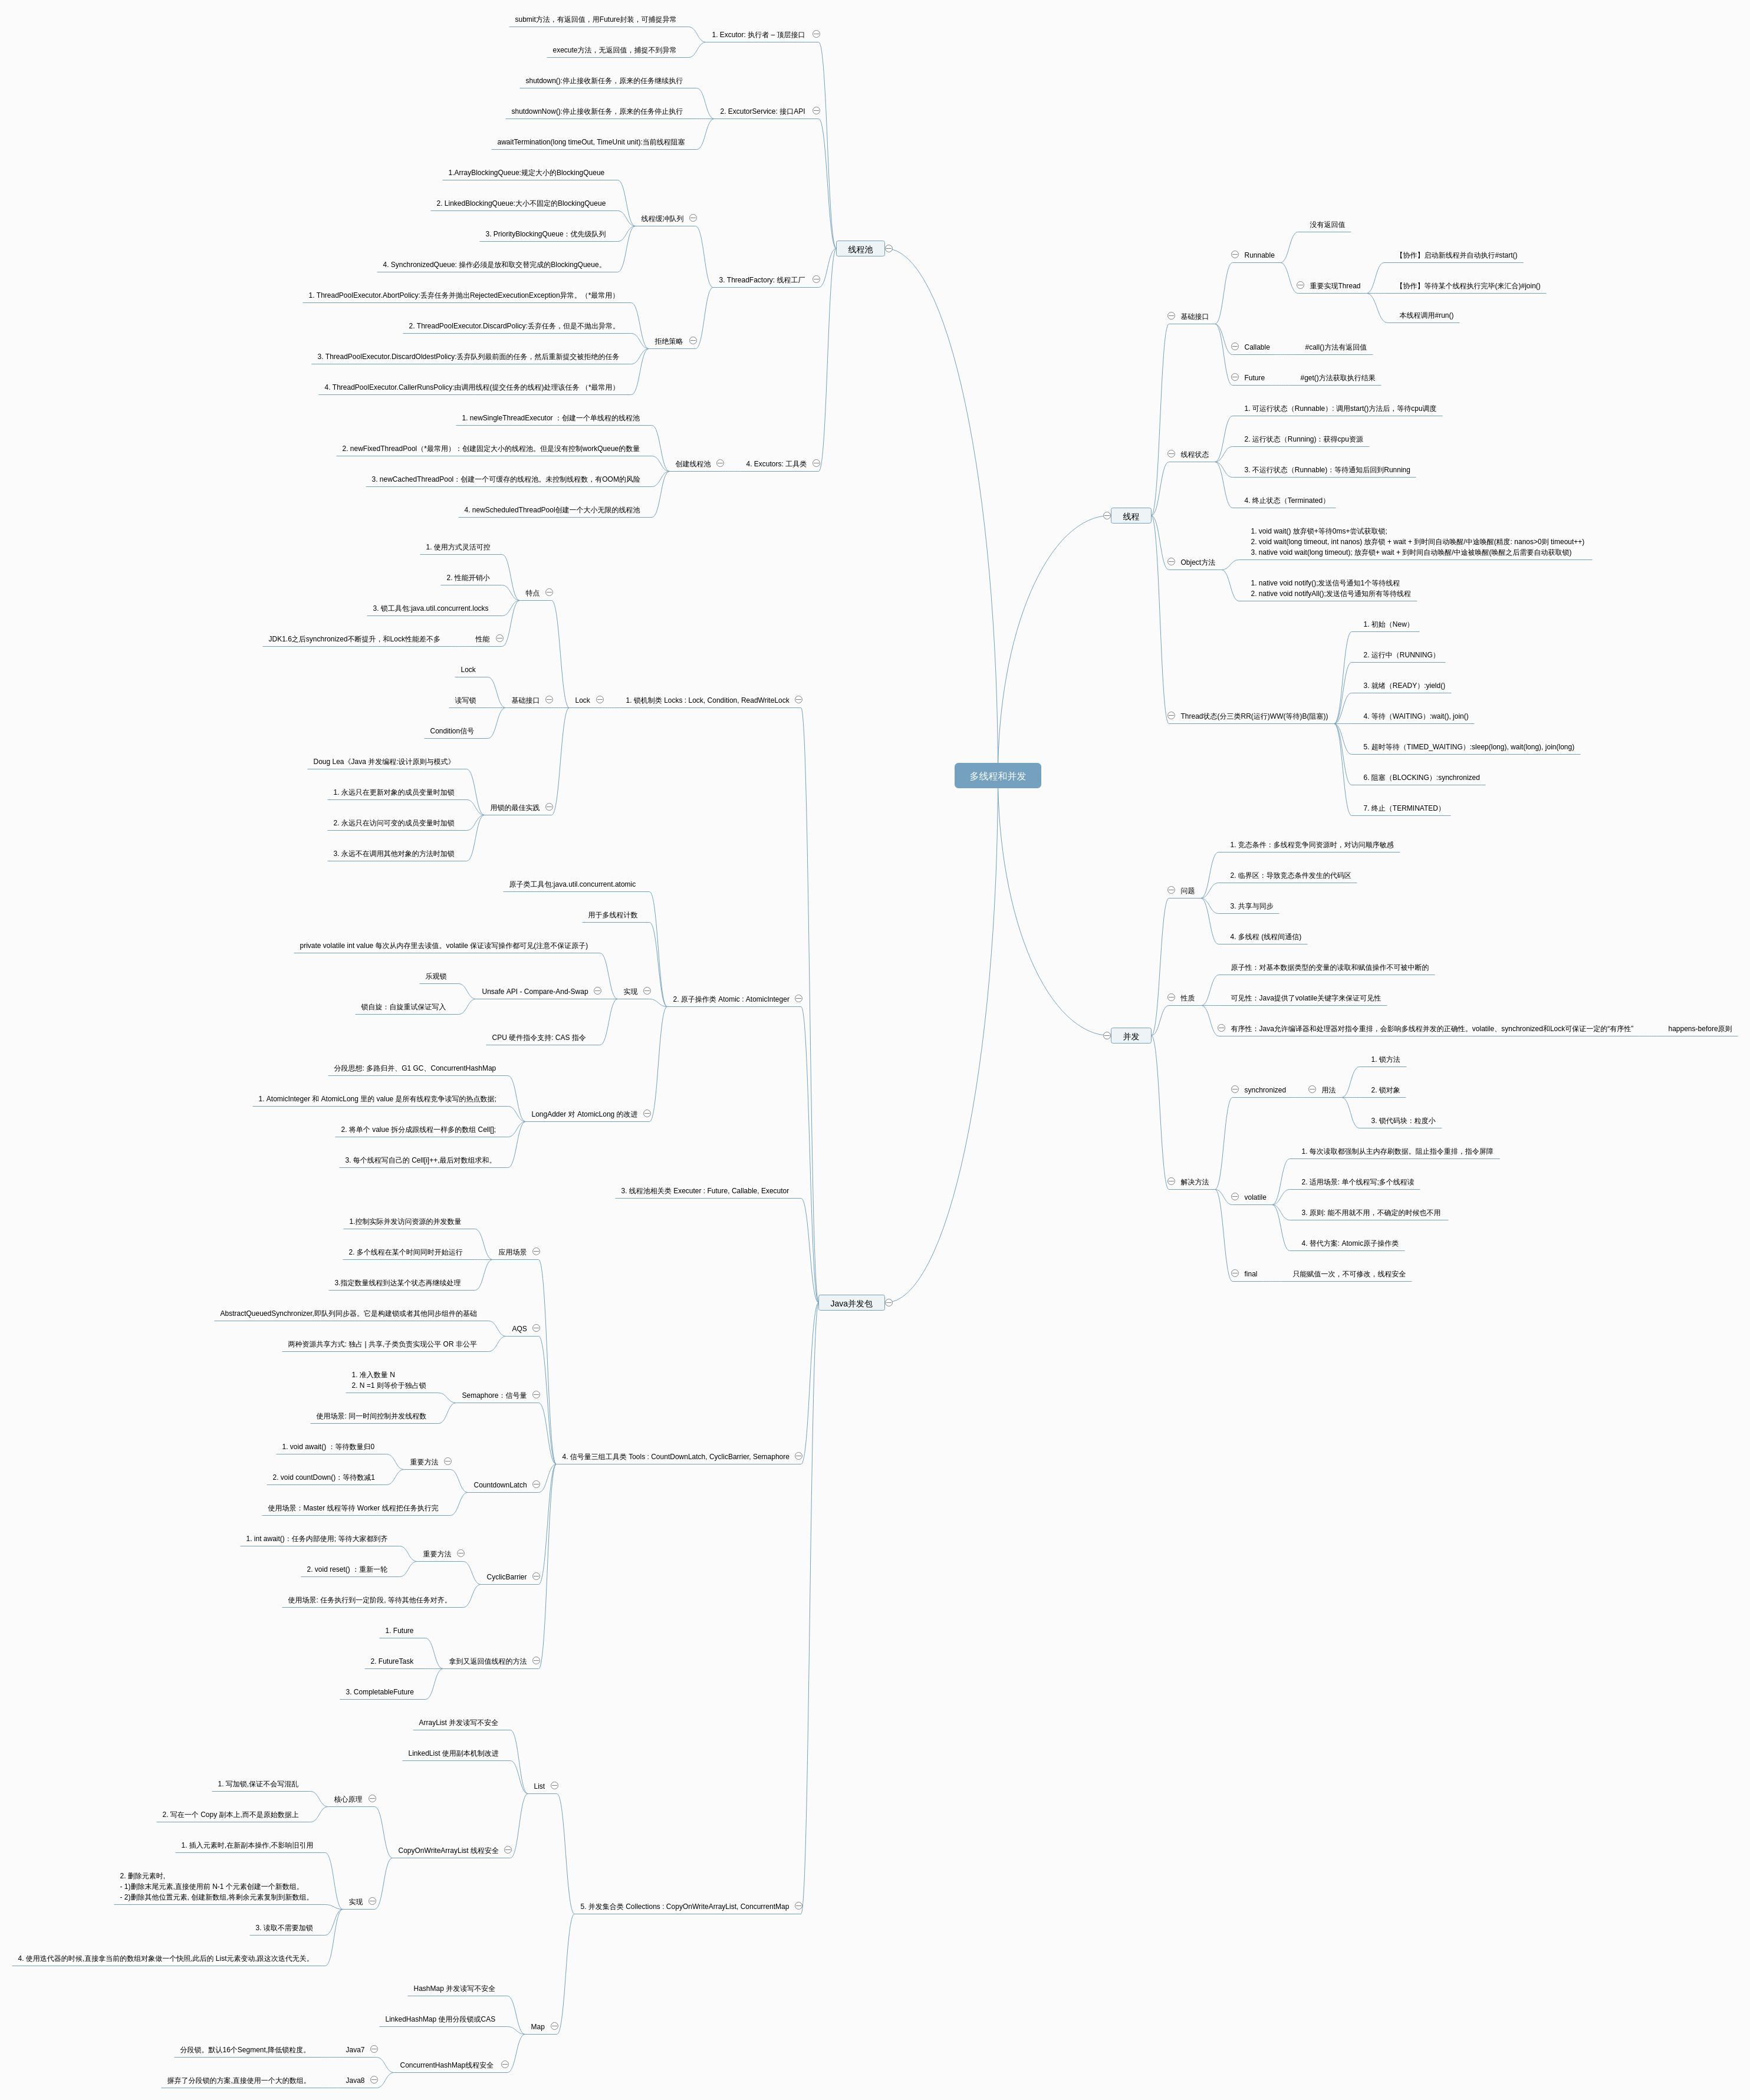 多线程和并发
线程
基础接口
Runnable
没有返回值
重要实现Thread
【协作】启动新线程并自动执行#start()
【协作】等待某个线程执行完毕(来汇合)#join()
本线程调用#run()
Callable
#call()方法有返回值
Future
#get()方法获取执行结果
线程状态
1. 可运行状态（Runnable）: 调用start()方法后，等待cpu调度
2. 运行状态（Running)：获得cpu资源
3. 不运行状态（Runnable)：等待通知后回到Running
4. 终止状态（Terminated）
Object方法
1. void wait() 放弃锁+等待0ms+尝试获取锁;
2. void wait(long timeout, int nanos) 放弃锁 + wait + 到时间自动唤醒/中途唤醒(精度: nanos>0则 timeout++)
3. native void wait(long timeout); 放弃锁+ wait + 到时间自动唤醒/中途被唤醒(唤醒之后需要自动获取锁)
1. native void notify();发送信号通知1个等待线程
2. native void notifyAll();发送信号通知所有等待线程
Thread状态(分三类RR(运行)WW(等待)B(阻塞))
1. 初始（New）
2. 运行中（RUNNING）
3. 就绪（READY）:yield()
4. 等待（WAITING）:wait(), join()
5. 超时等待（TIMED_WAITING）:sleep(long), wait(long), join(long)
6. 阻塞（BLOCKING）:synchronized
7. 终止（TERMINATED）
并发
问题
1. 竞态条件：多线程竞争同资源时，对访问顺序敏感
2. 临界区：导致竞态条件发生的代码区
3. 共享与同步
4. 多线程 (线程间通信)
性质
原子性：对基本数据类型的变量的读取和赋值操作不可被中断的
可见性：Java提供了volatile关键字来保证可见性
有序性：Java允许编译器和处理器对指令重排，会影响多线程并发的正确性。volatile、synchronized和Lock可保证一定的"有序性"
happens-before原则
解决方法
synchronized
用法
1. 锁方法
2. 锁对象
3. 锁代码块：粒度小
volatile
1. 每次读取都强制从主内存刷数据。阻止指令重排，指令屏障
2. 适用场景: 单个线程写;多个线程读
3. 原则: 能不用就不用，不确定的时候也不用
4. 替代方案: Atomic原子操作类
final
只能赋值一次，不可修改，线程安全
线程池
1. Excutor: 执行者 – 顶层接口
submit方法，有返回值，用Future封装，可捕捉异常
execute方法，无返回值，捕捉不到异常
2. ExcutorService: 接口API
shutdown():停止接收新任务，原来的任务继续执行
shutdownNow():停止接收新任务，原来的任务停止执行
awaitTermination(long timeOut, TimeUnit unit):当前线程阻塞
3. ThreadFactory: 线程工厂
线程缓冲队列
1.ArrayBlockingQueue:规定大小的BlockingQueue
2. LinkedBlockingQueue:大小不固定的BlockingQueue
3. PriorityBlockingQueue：优先级队列
4. SynchronizedQueue: 操作必须是放和取交替完成的BlockingQueue。
拒绝策略
1. ThreadPoolExecutor.AbortPolicy:丢弃任务并抛出RejectedExecutionException异常。（*最常用）
2. ThreadPoolExecutor.DiscardPolicy:丢弃任务，但是不抛出异常。
3. ThreadPoolExecutor.DiscardOldestPolicy:丢弃队列最前面的任务，然后重新提交被拒绝的任务
4. ThreadPoolExecutor.CallerRunsPolicy:由调用线程(提交任务的线程)处理该任务 （*最常用）
4. Excutors: 工具类
创建线程池
1. newSingleThreadExecutor ：创建一个单线程的线程池
2. newFixedThreadPool（*最常用）：创建固定大小的线程池。但是没有控制workQueue的数量
3. newCachedThreadPool：创建一个可缓存的线程池。未控制线程数，有OOM的风险
4. newScheduledThreadPool创建一个大小无限的线程池
Java并发包
1. 锁机制类 Locks : Lock, Condition, ReadWriteLock
Lock
特点
1. 使用方式灵活可控
2. 性能开销小
3. 锁工具包:java.util.concurrent.locks
性能
JDK1.6之后synchronized不断提升，和Lock性能差不多
基础接口
Lock
读写锁
Condition信号
用锁的最佳实践
Doug Lea《Java 并发编程:设计原则与模式》
1. 永远只在更新对象的成员变量时加锁
2. 永远只在访问可变的成员变量时加锁
3. 永远不在调用其他对象的方法时加锁
2. 原子操作类 Atomic : AtomicInteger
原子类工具包:java.util.concurrent.atomic
用于多线程计数
实现
private volatile int value 每次从内存里去读值。volatile 保证读写操作都可见(注意不保证原子)
Unsafe API - Compare-And-Swap
乐观锁
锁自旋：自旋重试保证写入
CPU 硬件指令支持: CAS 指令
LongAdder 对 AtomicLong 的改进
分段思想: 多路归并、G1 GC、ConcurrentHashMap
1. AtomicInteger 和 AtomicLong 里的 value 是所有线程竞争读写的热点数据;
2. 将单个 value 拆分成跟线程一样多的数组 Cell[];
3. 每个线程写自己的 Cell[i]++,最后对数组求和。
3. 线程池相关类 Executer : Future, Callable, Executor
4. 信号量三组工具类 Tools : CountDownLatch, CyclicBarrier, Semaphore
应用场景
1.控制实际并发访问资源的并发数量
2. 多个线程在某个时间同时开始运行
3.指定数量线程到达某个状态再继续处理
AQS
AbstractQueuedSynchronizer,即队列同步器。它是构建锁或者其他同步组件的基础
两种资源共享方式: 独占 | 共享,子类负责实现公平 OR 非公平
Semaphore：信号量
1. 准入数量 N
2. N =1 则等价于独占锁
使用场景: 同一时间控制并发线程数
CountdownLatch
重要方法
1. void await() ：等待数量归0
2. void countDown()：等待数减1
使用场景：Master 线程等待 Worker 线程把任务执行完
CyclicBarrier
重要方法
1. int await()：任务内部使用; 等待大家都到齐
2. void reset() ：重新一轮
使用场景: 任务执行到一定阶段, 等待其他任务对齐。
拿到又返回值线程的方法
1. Future
2. FutureTask
3. CompletableFuture
5. 并发集合类 Collections : CopyOnWriteArrayList, ConcurrentMap
List
ArrayList 并发读写不安全
LinkedList 使用副本机制改进
CopyOnWriteArrayList 线程安全
核心原理
1. 写加锁,保证不会写混乱
2. 写在一个 Copy 副本上,而不是原始数据上
实现
1. 插入元素时,在新副本操作,不影响旧引用
2. 删除元素时,
- 1)删除末尾元素,直接使用前 N-1 个元素创建一个新数组。
- 2)删除其他位置元素, 创建新数组,将剩余元素复制到新数组。
3. 读取不需要加锁
4. 使用迭代器的时候,直接拿当前的数组对象做一个快照,此后的 List元素变动,跟这次迭代无关。
Map
HashMap 并发读写不安全
LinkedHashMap 使用分段锁或CAS
ConcurrentHashMap线程安全
Java7
分段锁。默认16个Segment,降低锁粒度。
Java8
摒弃了分段锁的方案,直接使用一个大的数组。